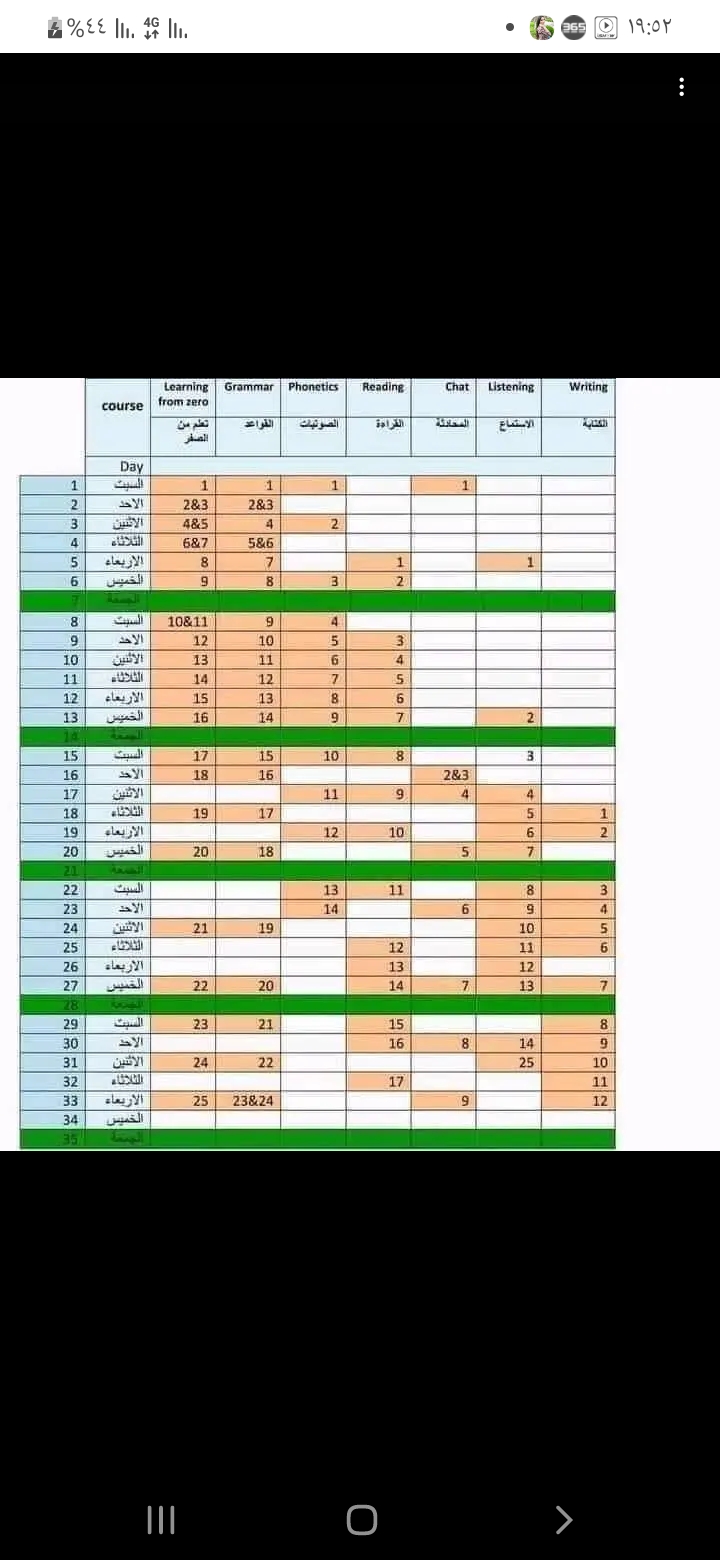 %٤٤ 4G 365 ١٩:٥٢
course Learning from zero Grammar Phonetics Reading Chat Listening Writing
تعلم من الصفر القواعد الصوتيات القراءة المحادثة الاستماع الكتابة
Day
1 السبت 1 1 1 1
2 الاحد 2&3 2&3
3 الاثنين 4&5 4 2
4 الثلاثاء 6&7 5&6
5 الاربعاء 8 7 1 1
6 الخميس 9 8 3 2
7 الجمعة
8 السبت 10&11 9 4
9 الاحد 12 10 5 3
10 الاثنين 13 11 6 4
11 الثلاثاء 14 12 7 5
12 الاربعاء 15 13 8 6
13 الخميس 16 14 9 7 2
14 الجمعة
15 السبت 17 15 10 8 3
16 الاحد 18 16 2&3
17 الاثنين 11 9 4 4
18 الثلاثاء 19 17 5 1
19 الاربعاء 12 10 6 2
20 الخميس 20 18 5 7
21 الجمعة
22 السبت 13 11 8 3
23 الاحد 14 6 9 4
24 الاثنين 21 19 10 5
25 الثلاثاء 12 11 6
26 الاربعاء 13 12
27 الخميس 22 20 14 7 13 7
28 الجمعة
29 السبت 23 21 15 8
30 الاحد 16 8 14 9
31 الاثنين 24 22 25 10
32 الثلاثاء 17 11
33 الاربعاء 25 23&24 9 12
34 الخميس
35 الجمعة